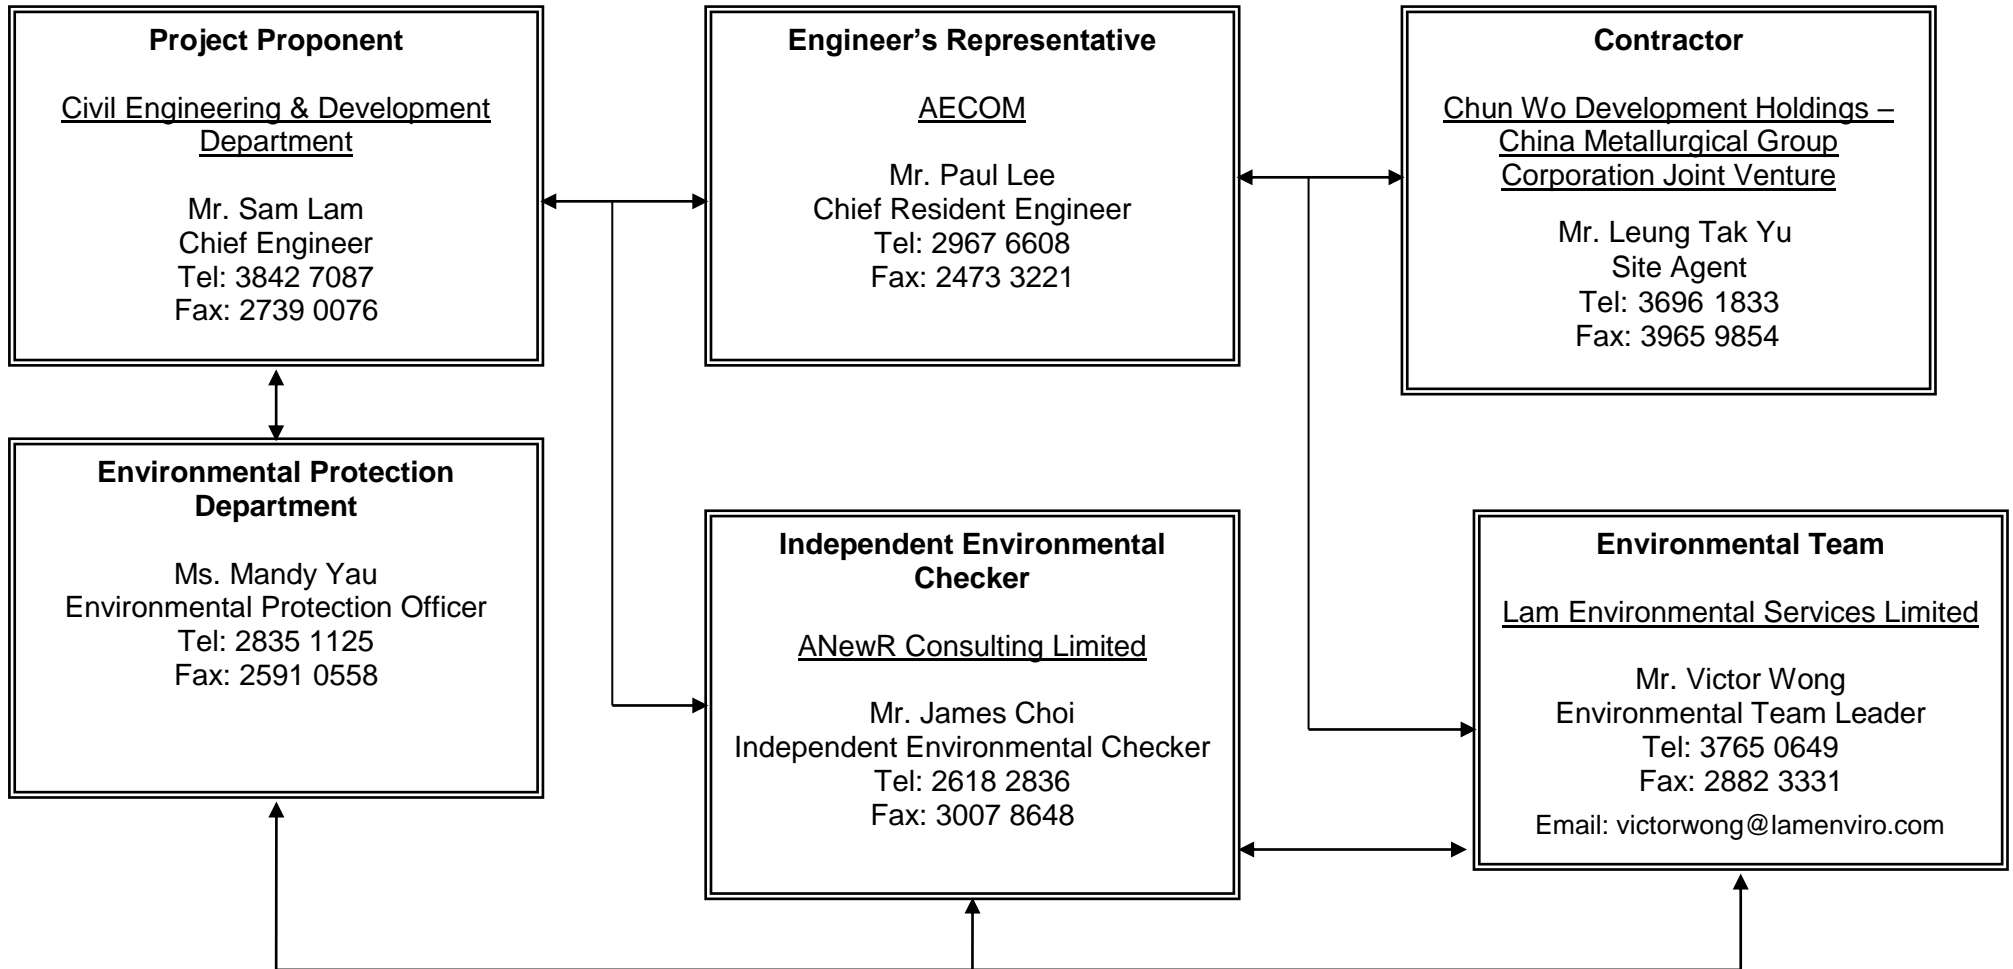 Project Proponent
Civil Engineering & Development
Department
Mr. Sam Lam
Chief Engineer
Tel: 3842 7087
Fax: 2739 0076
Engineer’s Representative
AECOM
Mr. Paul Lee
Chief Resident Engineer
Tel: 2967 6608
Fax: 2473 3221
Contractor
Chun Wo Development Holdings –
China Metallurgical Group
Corporation Joint Venture
Mr. Leung Tak Yu
Site Agent
Tel: 3696 1833
Fax: 3965 9854
Environmental Protection
Department
Ms. Mandy Yau
Environmental Protection Officer
Tel: 2835 1125
Fax: 2591 0558
Independent Environmental
Checker
ANewR Consulting Limited
Mr. James Choi
Independent Environmental Checker
Tel: 2618 2836
Fax: 3007 8648
Environmental Team
Lam Environmental Services Limited
Mr. Victor Wong
Environmental Team Leader
Tel: 3765 0649
Fax: 2882 3331
Email: victorwong@lamenviro.com